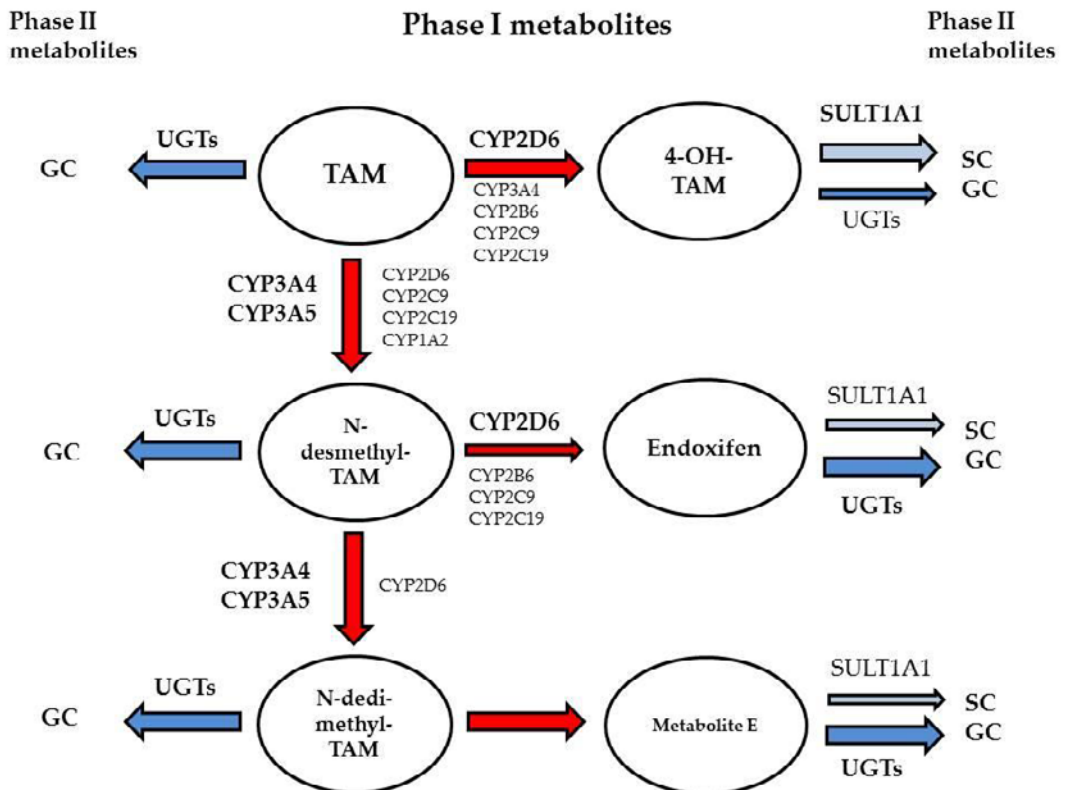 Phase II
metabolites
Phase I metabolites
Phase II
metabolites
GC
UGTs
TAM
CYP2D6
CYP3A4
CYP2B6
CYP2C9
CYP2C19
4-OH-
TAM
SULT1A1
SC
GC
UGTs
CYP3A4
CYP3A5
CYP2D6
CYP2C9
CYP2C19
CYP1A2
GC
UGTs
N-
desmethyl-
TAM
CYP2D6
CYP2B6
CYP2C9
CYP2C19
Endoxifen
SULT1A1
SC
GC
UGTs
CYP3A4
CYP3A5
CYP2D6
GC
UGTs
N-dedi-
methyl-
TAM
Metabolite E
SULT1A1
SC
GC
UGTs